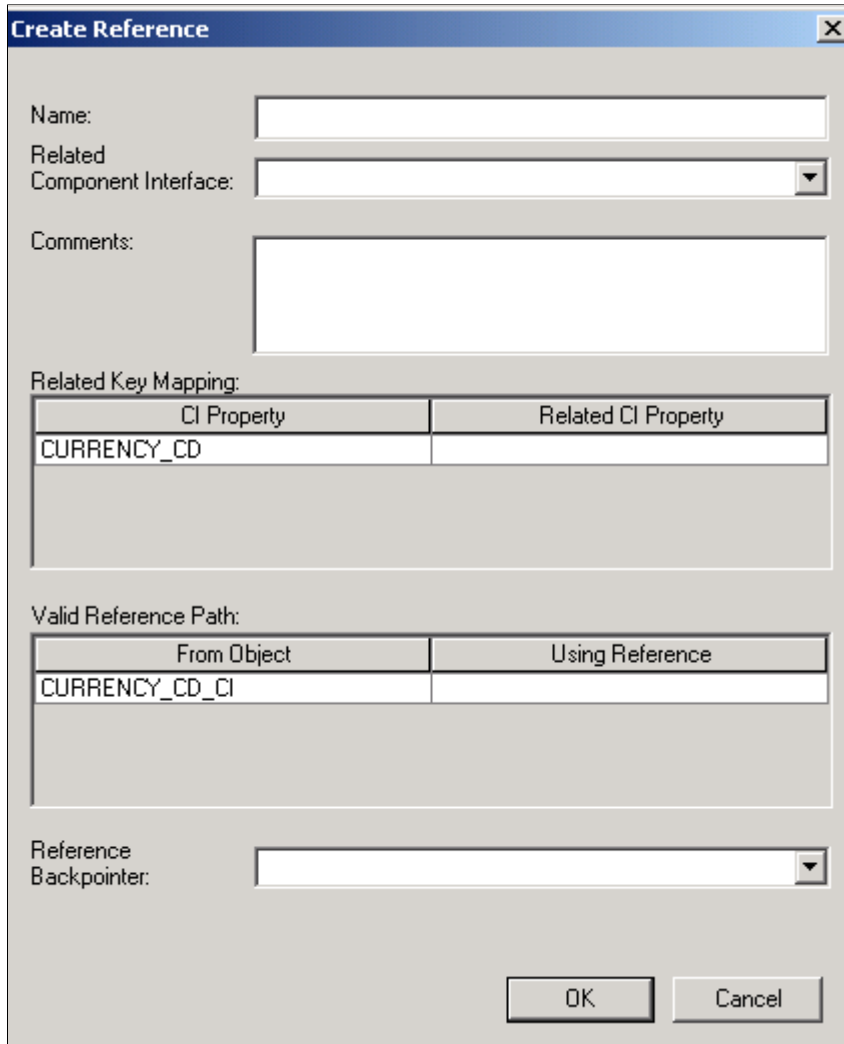 Create Reference
Name:
Related
Component Interface:
Comments:
Related Key Mapping:
CI Property Related CI Property
CURRENCY_CD
Valid Reference Path:
From Object Using Reference
CURRENCY_CD_CI
Reference
Backpointer:
OK Cancel